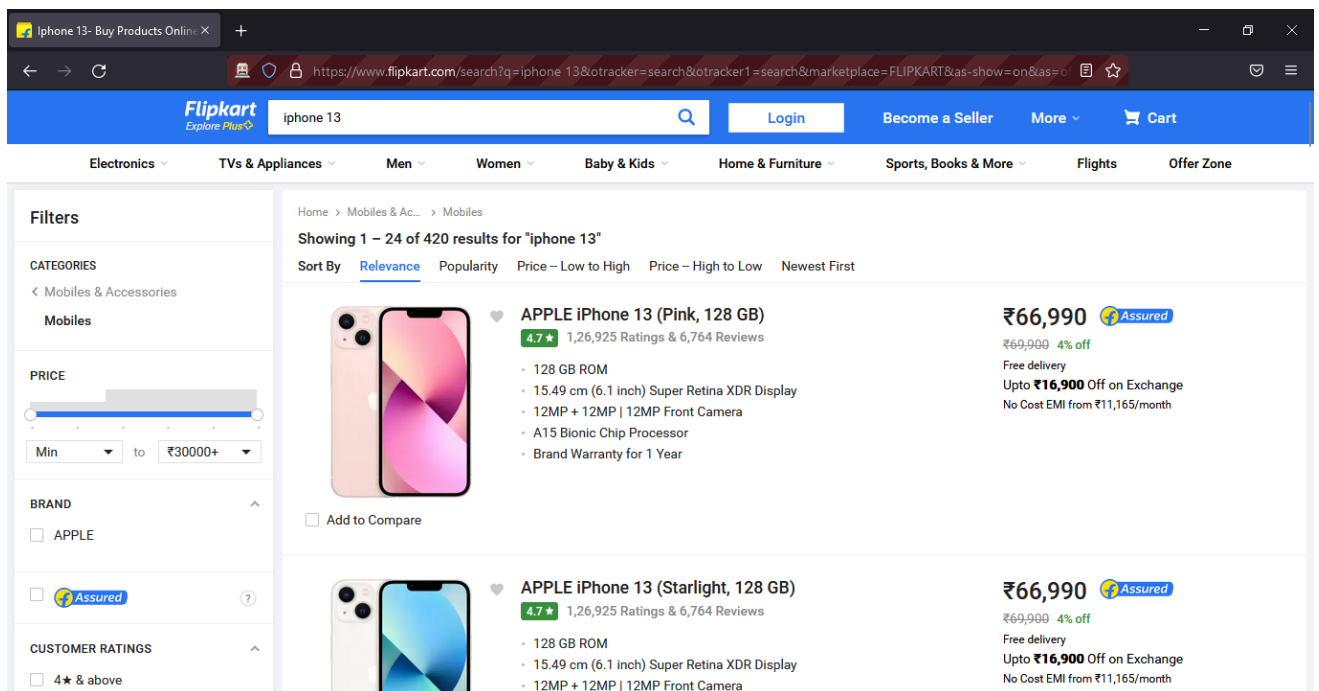 Iphone 13- Buy Products Online
https://www.flipkart.com/search?q=iphone 13&otracker=search&otracker1=search&marketplace=FLIPKART&as-show=on&as=of
Flipkart
Explore Plus
iphone 13
Login
Become a Seller
More
Cart
Electronics
TVs & Appliances
Men
Women
Baby & Kids
Home & Furniture
Sports, Books & More
Flights
Offer Zone
Filters
CATEGORIES
Mobiles & Accessories
Mobiles
PRICE
Min to ₹30000+
BRAND
APPLE
Assured
?
CUSTOMER RATINGS
4★ & above
Home > Mobiles & Ac... > Mobiles
Showing 1 – 24 of 420 results for "iphone 13"
Sort By Relevance Popularity Price -- Low to High Price -- High to Low Newest First
APPLE iPhone 13 (Pink, 128 GB)
4.7 ★ 1,26,925 Ratings & 6,764 Reviews
128 GB ROM
15.49 cm (6.1 inch) Super Retina XDR Display
12MP + 12MP | 12MP Front Camera
A15 Bionic Chip Processor
Brand Warranty for 1 Year
₹66,990 Assured
₹69,900 4% off
Free delivery
Upto ₹16,900 Off on Exchange
No Cost EMI from ₹11,165/month
Add to Compare
APPLE iPhone 13 (Starlight, 128 GB)
4.7 ★ 1,26,925 Ratings & 6,764 Reviews
128 GB ROM
15.49 cm (6.1 inch) Super Retina XDR Display
12MP + 12MP | 12MP Front Camera
₹66,990 Assured
₹69,900 4% off
Free delivery
Upto ₹16,900 Off on Exchange
No Cost EMI from ₹11,165/month